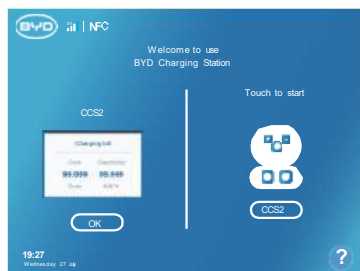 BYD
NFC
Welcome to use
BYD Charging Station
CCS2
Charging bill
OK
Touch to start
CCS2
19:27
Wednesday 27 July
?